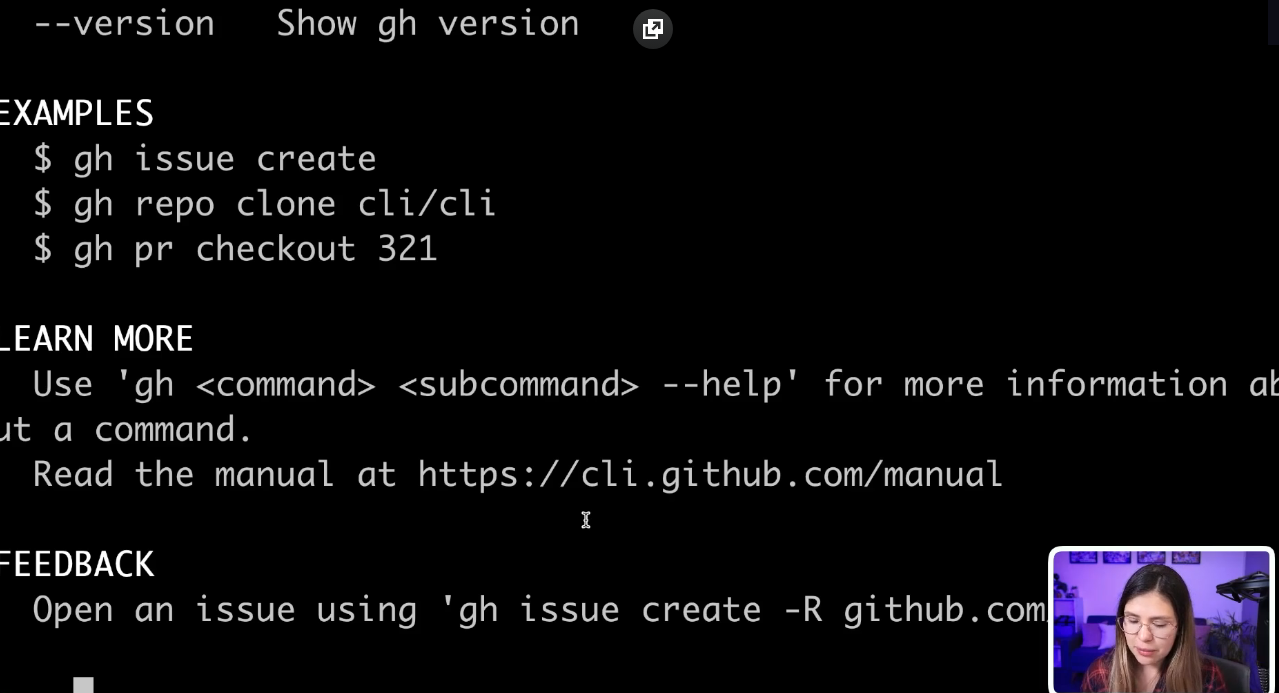 --version   Show gh version
EXAMPLES
$ gh issue create
$ gh repo clone cli/cli
$ gh pr checkout 321
LEARN MORE
Use 'gh <command> <subcommand> --help' for more information ab
ut a command.
Read the manual at https://cli.github.com/manual
FEEDBACK
Open an issue using 'gh issue create -R github.com/